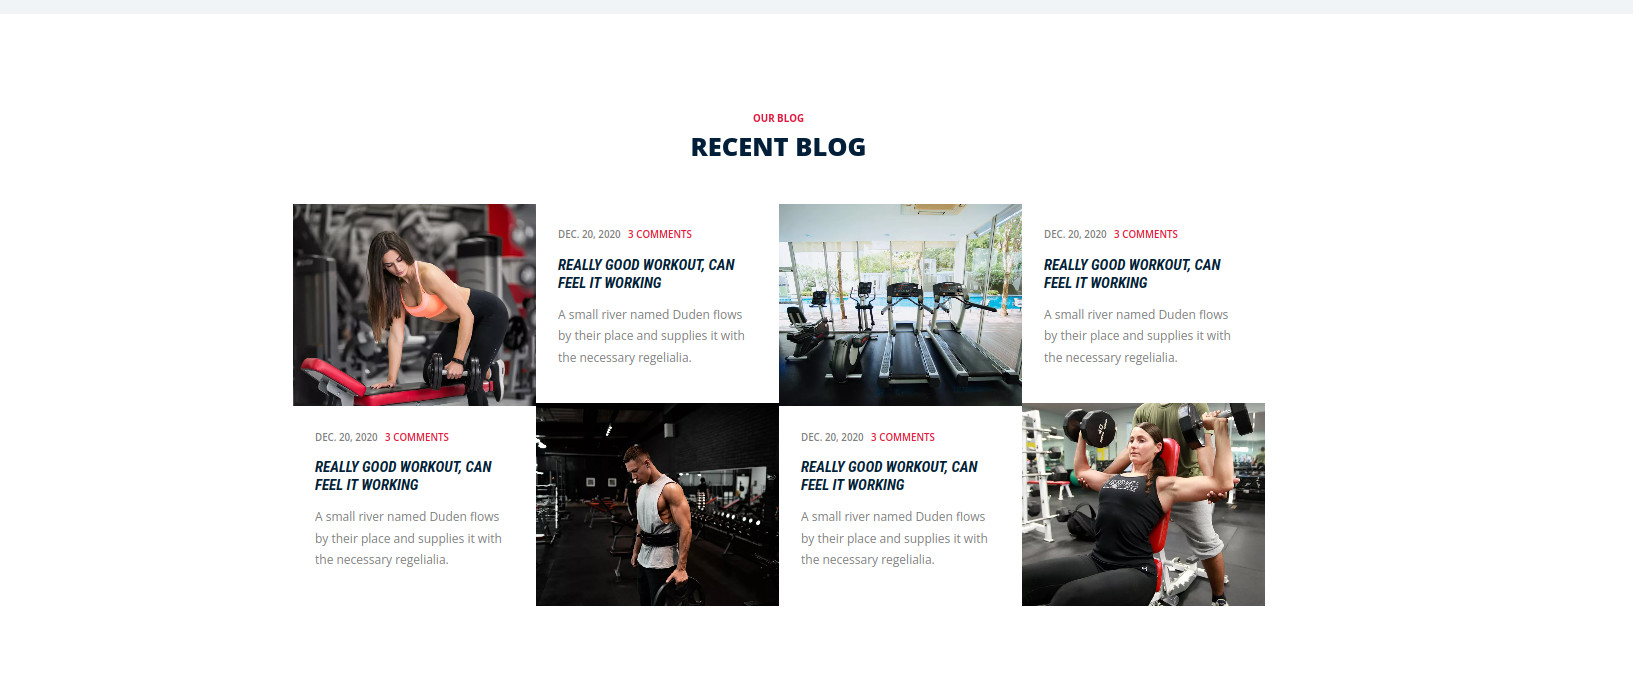 OUR BLOG
RECENT BLOG
DEC. 20, 2020 3 COMMENTS
REALLY GOOD WORKOUT, CAN
FEEL IT WORKING
A small river named Duden flows
by their place and supplies it with
the necessary regelialia.
DEC. 20, 2020 3 COMMENTS
REALLY GOOD WORKOUT, CAN
FEEL IT WORKING
A small river named Duden flows
by their place and supplies it with
the necessary regelialia.
DEC. 20, 2020 3 COMMENTS
REALLY GOOD WORKOUT, CAN
FEEL IT WORKING
A small river named Duden flows
by their place and supplies it with
the necessary regelialia.
DEC. 20, 2020 3 COMMENTS
REALLY GOOD WORKOUT, CAN
FEEL IT WORKING
A small river named Duden flows
by their place and supplies it with
the necessary regelialia.